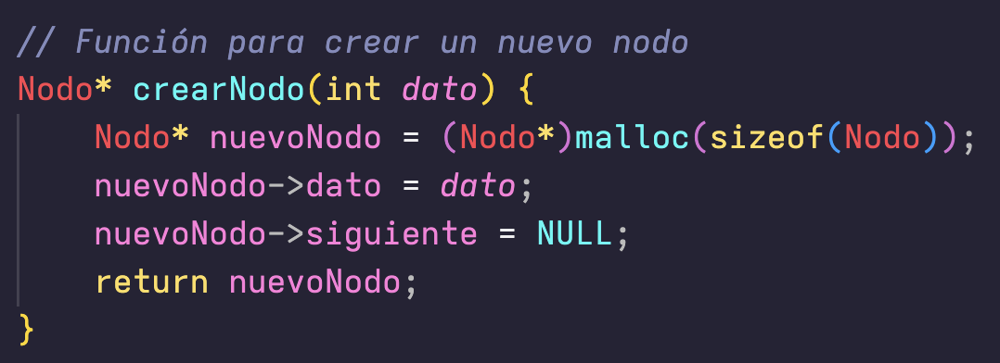 // Función para crear un nuevo nodo
Nodo* crearNodo(int dato) {
    Nodo* nuevoNodo = (Nodo*)malloc(sizeof(Nodo));
    nuevoNodo->dato = dato;
    nuevoNodo->siguiente = NULL;
    return nuevoNodo;
}